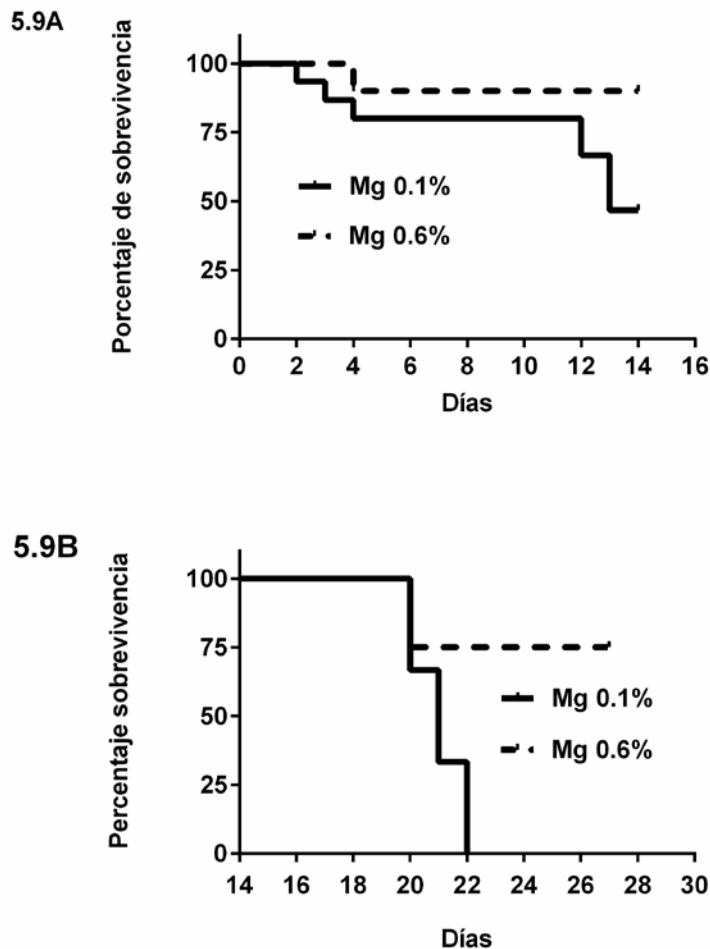 5.9A
Porcentaje de sobrevivencia
100
75
50
25
0
Mg 0.1%
Mg 0.6%
0 2 4 6 8 10 12 14 16
Días
5.9B
Percentaje sobrevivencia
100
75
50
25
0
Mg 0.1%
Mg 0.6%
14 16 18 20 22 24 26 28 30
Días